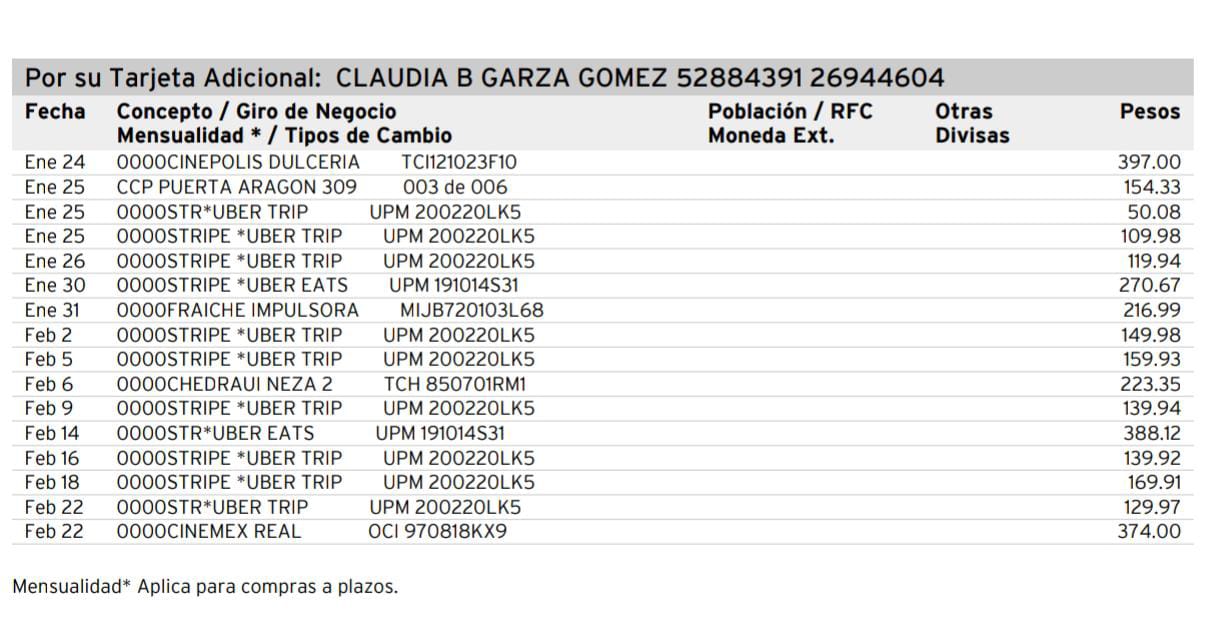 Por su Tarjeta Adicional: CLAUDIA B GARZA GOMEZ 52884391 26944604
Fecha Concepto / Giro de Negocio Población / RFC Otras Pesos
Mensualidad * / Tipos de Cambio Moneda Ext. Divisas
Ene 24 0000CINEPOLIS DULCERIA TCI121023F10 397.00
Ene 25 CCP PUERTA ARAGON 309 003 de 006 154.33
Ene 25 0000STR*UBER TRIP UPM 200220LK5 50.08
Ene 25 0000STRIPE *UBER TRIP UPM 200220LK5 109.98
Ene 26 0000STRIPE *UBER TRIP UPM 200220LK5 119.94
Ene 30 0000STRIPE *UBER EATS UPM 191014S31 270.67
Ene 31 0000FRAICHE IMPULSORA MIJB720103L68 216.99
Feb 2 0000STRIPE *UBER TRIP UPM 200220LK5 149.98
Feb 5 0000STRIPE *UBER TRIP UPM 200220LK5 159.93
Feb 6 0000CHEDRAUI NEZA 2 TCH 850701RM1 223.35
Feb 9 0000STRIPE *UBER TRIP UPM 200220LK5 139.94
Feb 14 0000STR*UBER EATS UPM 191014S31 388.12
Feb 16 0000STRIPE *UBER TRIP UPM 200220LK5 139.92
Feb 18 0000STRIPE *UBER TRIP UPM 200220LK5 169.91
Feb 22 0000STR*UBER TRIP UPM 200220LK5 129.97
Feb 22 0000CINEMEX REAL OCI 970818KX9 374.00
Mensualidad* Aplica para compras a plazos.